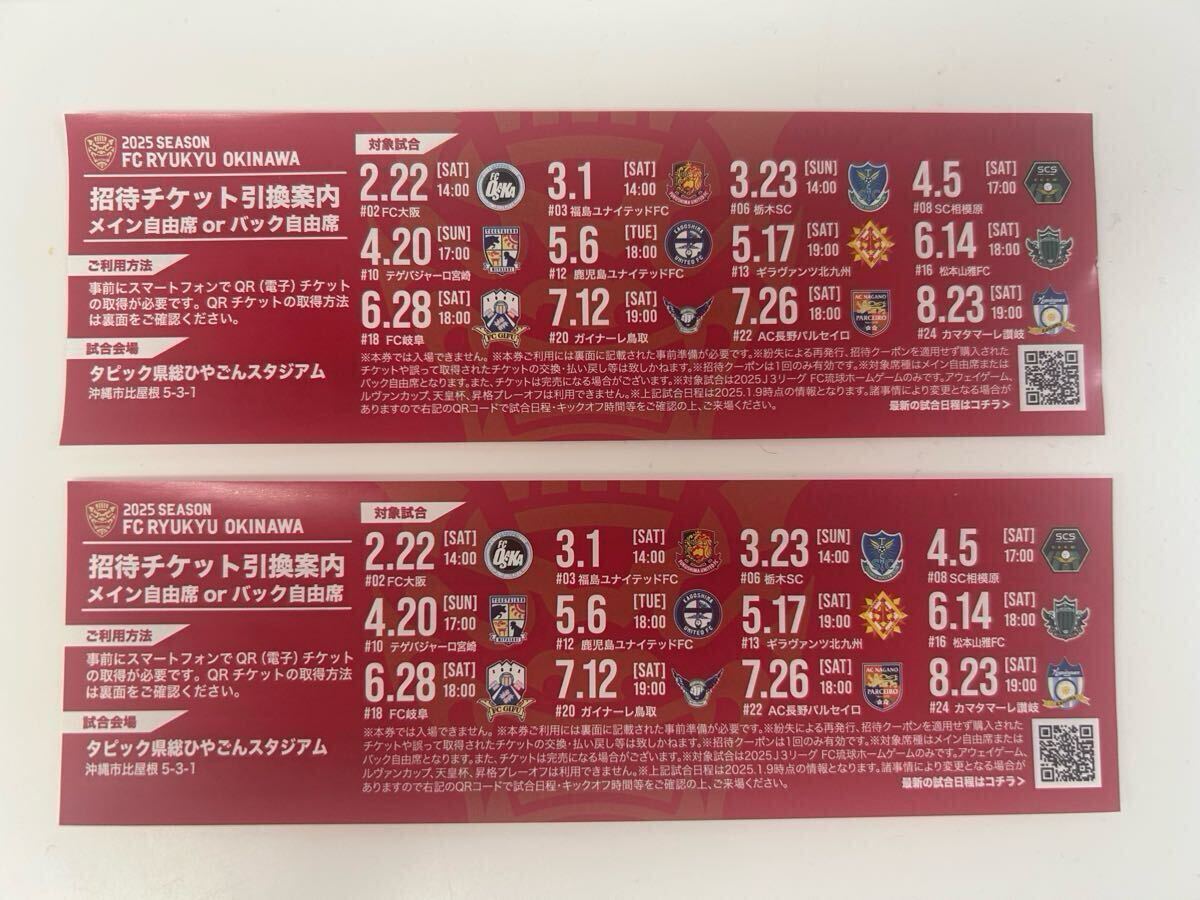 2025 SEASON
FC RYUKYU OKINAWA
招待チケット引換案内
メイン自由席 or バック自由席
ご利用方法
事前にスマートフォンで QR（電子）チケット
の取得が必要です。QR チケットの取得方法
は裏面をご確認ください。
試合会場
タピック県総ひやごんスタジアム
沖縄市比屋根 5-3-1
対象試合
2.22 [SAT] 14:00 #02 FC大阪
3.1 [SAT] 14:00 #03 福島ユナイテッドFC
3.23 [SUN] 14:00 #06 栃木SC
4.5 [SAT] 17:00 #08 SC相模原
4.20 [SUN] 17:00 #10 テゲバジャーロ宮崎
5.6 [TUE] 18:00 #12 鹿児島ユナイテッドFC
5.17 [SAT] 19:00 #13 ギラヴァンツ北九州
6.14 [SAT] 18:00 #16 松本山雅FC
6.28 [SAT] 18:00 #18 FC岐阜
7.12 [SAT] 19:00 #20 ガイナーレ鳥取
7.26 [SAT] 18:00 #22 AC長野パルセイロ
8.23 [SAT] 19:00 #24 カマタマーレ讃岐
※本券では入場できません。※本券ご利用には裏面に記載された事前準備が必要です。※紛失による再発行、招待クーポンを適用せず購入された
チケットや誤って取得されたチケットの交換・払い戻し等は致しかねます。※招待クーポンは1回のみ有効です。※対象席種はメイン自由席または
バック自由席となります。また、チケットは完売になる場合がございます。※対象試合は2025J3リーグ FC琉球ホームゲームのみです。アウェイゲーム、
ルヴァンカップ、天皇杯、昇格プレーオフは利用できません。※上記試合日程は2025.1.9時点の情報となります。諸事情により変更となる場合が
ありますので右記のQRコードで試合日程・キックオフ時間等をご確認の上、ご来場ください。
最新の試合日程はコチラ>
2025 SEASON
FC RYUKYU OKINAWA
招待チケット引換案内
メイン自由席 or バック自由席
ご利用方法
事前にスマートフォンで QR（電子）チケット
の取得が必要です。QR チケットの取得方法
は裏面をご確認ください。
試合会場
タピック県総ひやごんスタジアム
沖縄市比屋根 5-3-1
対象試合
2.22 [SAT] 14:00 #02 FC大阪
3.1 [SAT] 14:00 #03 福島ユナイテッドFC
3.23 [SUN] 14:00 #06 栃木SC
4.5 [SAT] 17:00 #08 SC相模原
4.20 [SUN] 17:00 #10 テゲバジャーロ宮崎
5.6 [TUE] 18:00 #12 鹿児島ユナイテッドFC
5.17 [SAT] 19:00 #13 ギラヴァンツ北九州
6.14 [SAT] 18:00 #16 松本山雅FC
6.28 [SAT] 18:00 #18 FC岐阜
7.12 [SAT] 19:00 #20 ガイナーレ鳥取
7.26 [SAT] 18:00 #22 AC長野パルセイロ
8.23 [SAT] 19:00 #24 カマタマーレ讃岐
※本券では入場できません。※本券ご利用には裏面に記載された事前準備が必要です。※紛失による再発行、招待クーポンを適用せず購入された
チケットや誤って取得されたチケットの交換・払い戻し等は致しかねます。※招待クーポンは1回のみ有効です。※対象席種はメイン自由席または
バック自由席となります。また、チケットは完売になる場合がございます。※対象試合は2025J3リーグ FC琉球ホームゲームのみです。アウェイゲーム、
ルヴァンカップ、天皇杯、昇格プレーオフは利用できません。※上記試合日程は2025.1.9時点の情報となります。諸事情により変更となる場合が
ありますので右記のQRコードで試合日程・キックオフ時間等をご確認の上、ご来場ください。
最新の試合日程はコチラ>